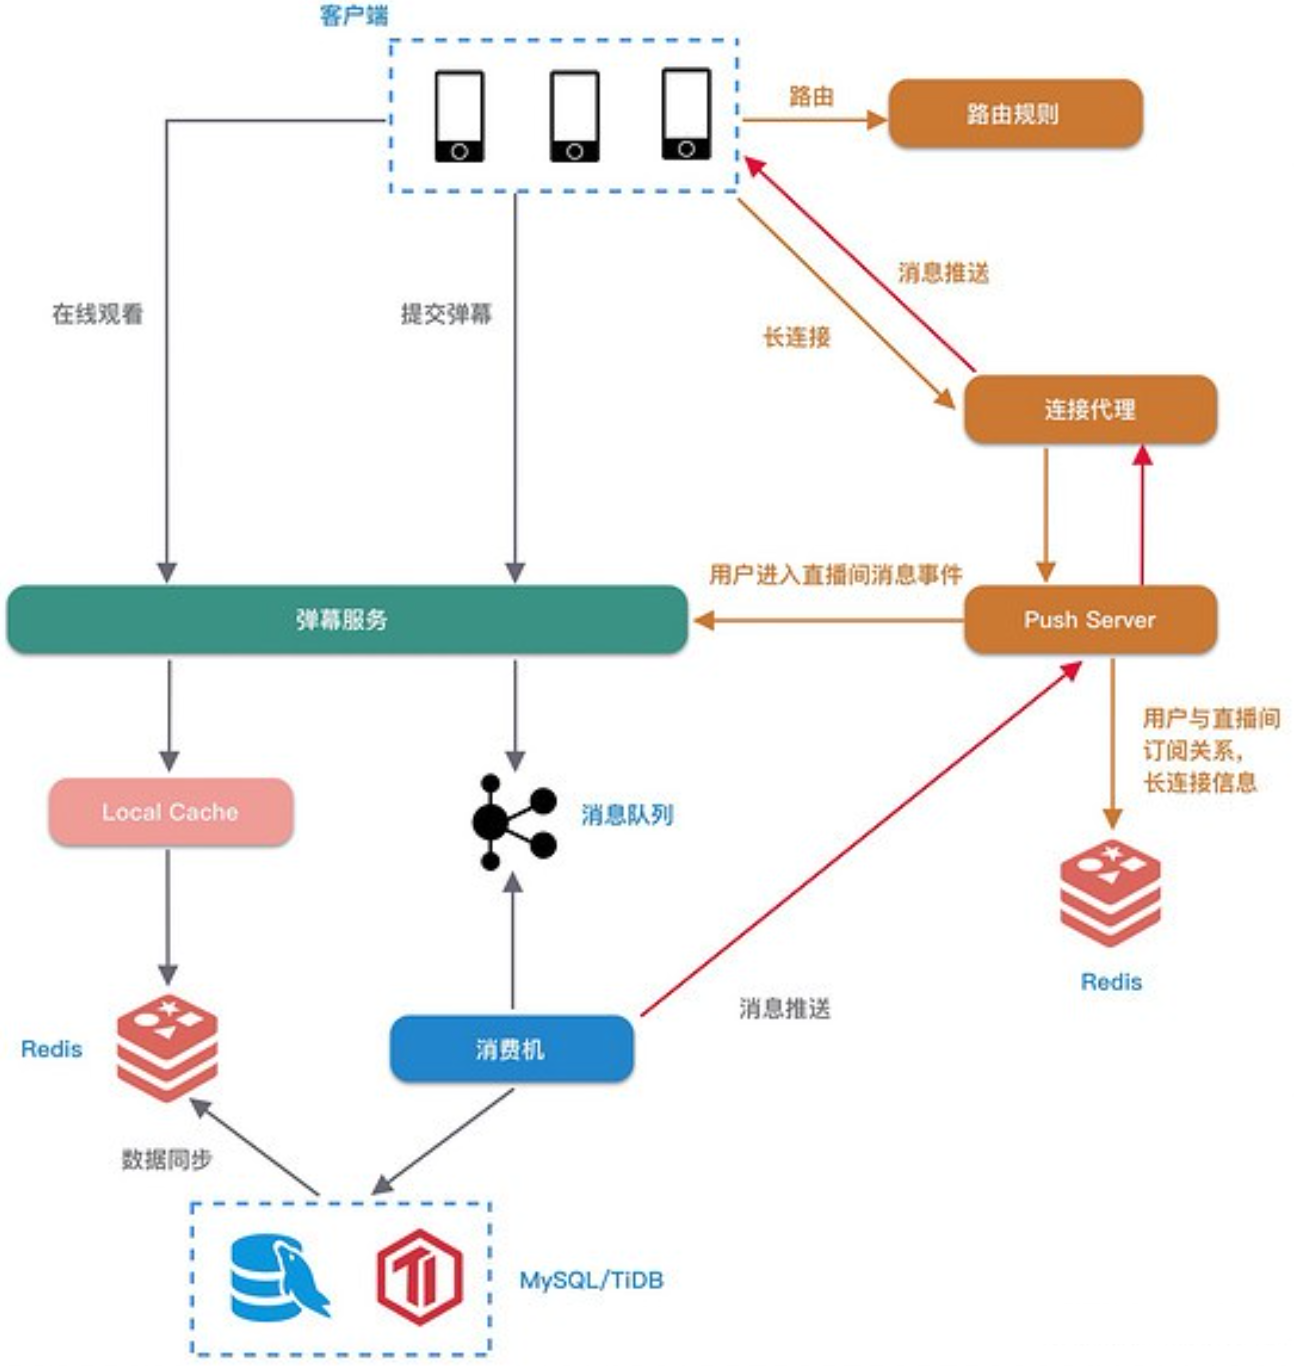 客户端
路由
路由规则
消息推送
在线观看
提交弹幕
长连接
连接代理
用户进入直播间消息事件
弹幕服务
Push Server
用户与直播间
订阅关系，
长连接信息
Local Cache
消息队列
Redis
消息推送
Redis
消费机
数据同步
MySQL/TiDB